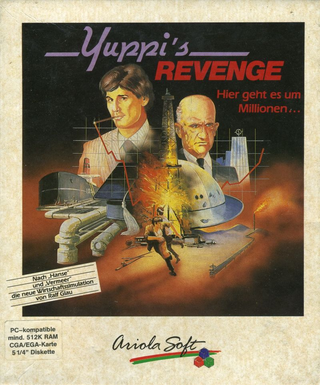 Yuppi's
REVENGE
Hier geht es um
Millionen...
Nach „Hanse"
und „Vermeer"
die neue Wirtschaftssimulation
von Ralf Glau
PC-kompatible
mind. 512K RAM
CGA/EGA-Karte
5 1/4" Diskette
Ariola Soft